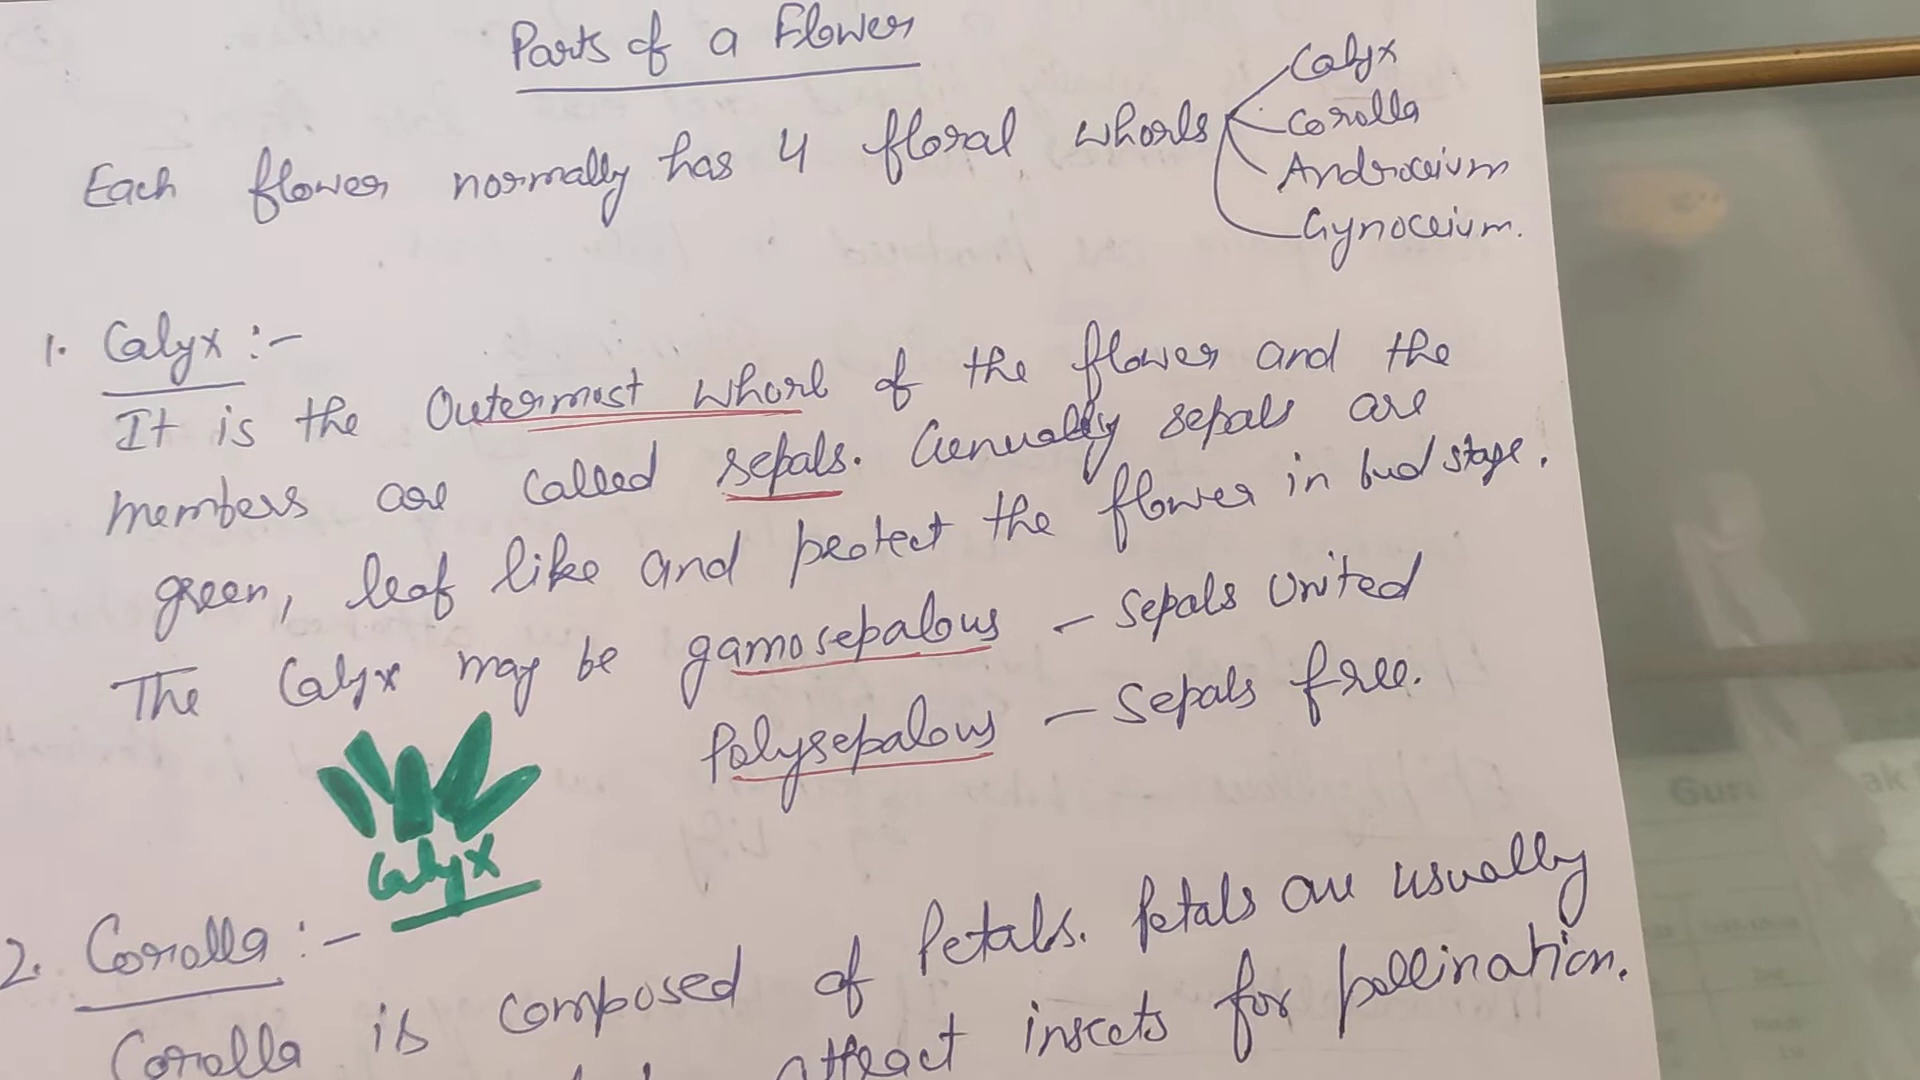 Parts of a Flower
Each flower normally has 4 floral whorls
Calyx
Corolla
Androceium
Gynoceium.
1. Calyx :-
It is the Outermost whorl of the flower and the
members are called sepals. Generally sepals are
green, leaf like and protect the flower in bud stage.
The Calyx may be gamosepalous – Sepals United
Polysepalous – Sepals free.
Calyx
2. Corolla :-
Corolla is composed of Petals. Petals are usually
attract insects for pollination.